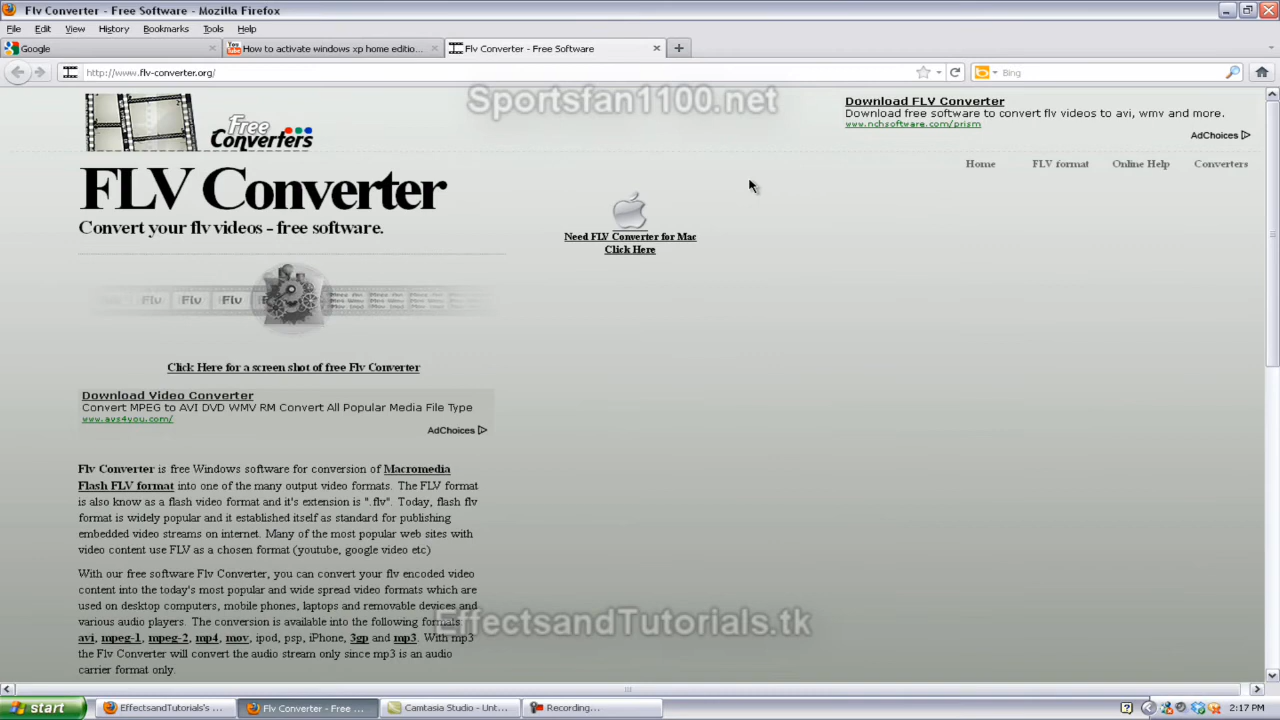 Flv Converter - Free Software - Mozilla Firefox
File Edit View History Bookmarks Tools Help
Google
You Tube
How to activate windows xp home editio...
Flv Converter - Free Software
http://www.flv-converter.org/
Bing
Sportsfan1100.net
free
Converters
Download FLV Converter
Download free software to convert flv videos to avi, wmv and more.
www.nchsoftware.com/prism
AdChoices
Home FLV format Online Help Converters
FLV Converter
Convert your flv videos - free software.
Need FLV Converter for Mac
Click Here
Flv Flv Flv
Click Here for a screen shot of free Flv Converter
Download Video Converter
Convert MPEG to AVI DVD WMV RM Convert All Popular Media File Type
www.avs4you.com/
AdChoices
Flv Converter is free Windows software for conversion of Macromedia
Flash FLV format into one of the many output video formats. The FLV format
is also know as a flash video format and it's extension is ".flv". Today, flash flv
format is widely popular and it established itself as standard for publishing
embedded video streams on internet. Many of the most popular web sites with
video content use FLV as a chosen format (youtube, google video etc)
With our free software Flv Converter, you can convert your flv encoded video
content into the today's most popular and wide spread video formats which are
used on desktop computers, mobile phones, laptops and removable devices and
various audio players. The conversion is available into the following formats:
avi, mpeg-1, mpeg-2, mp4, mov, ipod, psp, iPhone, 3gp and mp3. With mp3
the Flv Converter will convert the audio stream only since mp3 is an audio
carrier format only.
EffectsandTutorials.tk
start
EffectsandTutorials's ...
Flv Converter - Free ...
Camtasia Studio - Unt...
Recording...
2:17 PM